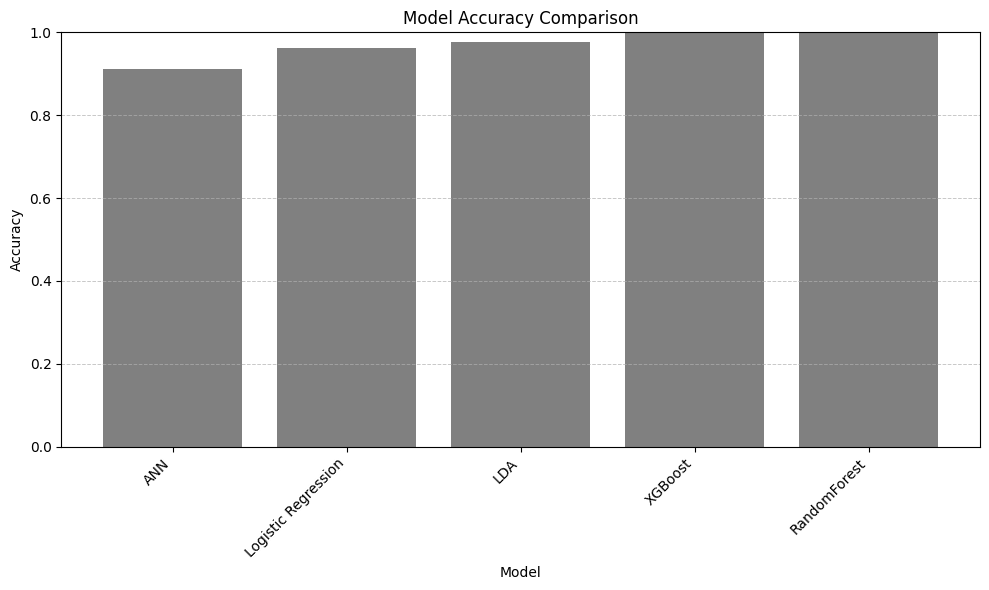 Model Accuracy Comparison
1.0
0.8
0.6
0.4
0.2
0.0
Accuracy
ANN
Logistic Regression
LDA
XGBoost
RandomForest
Model